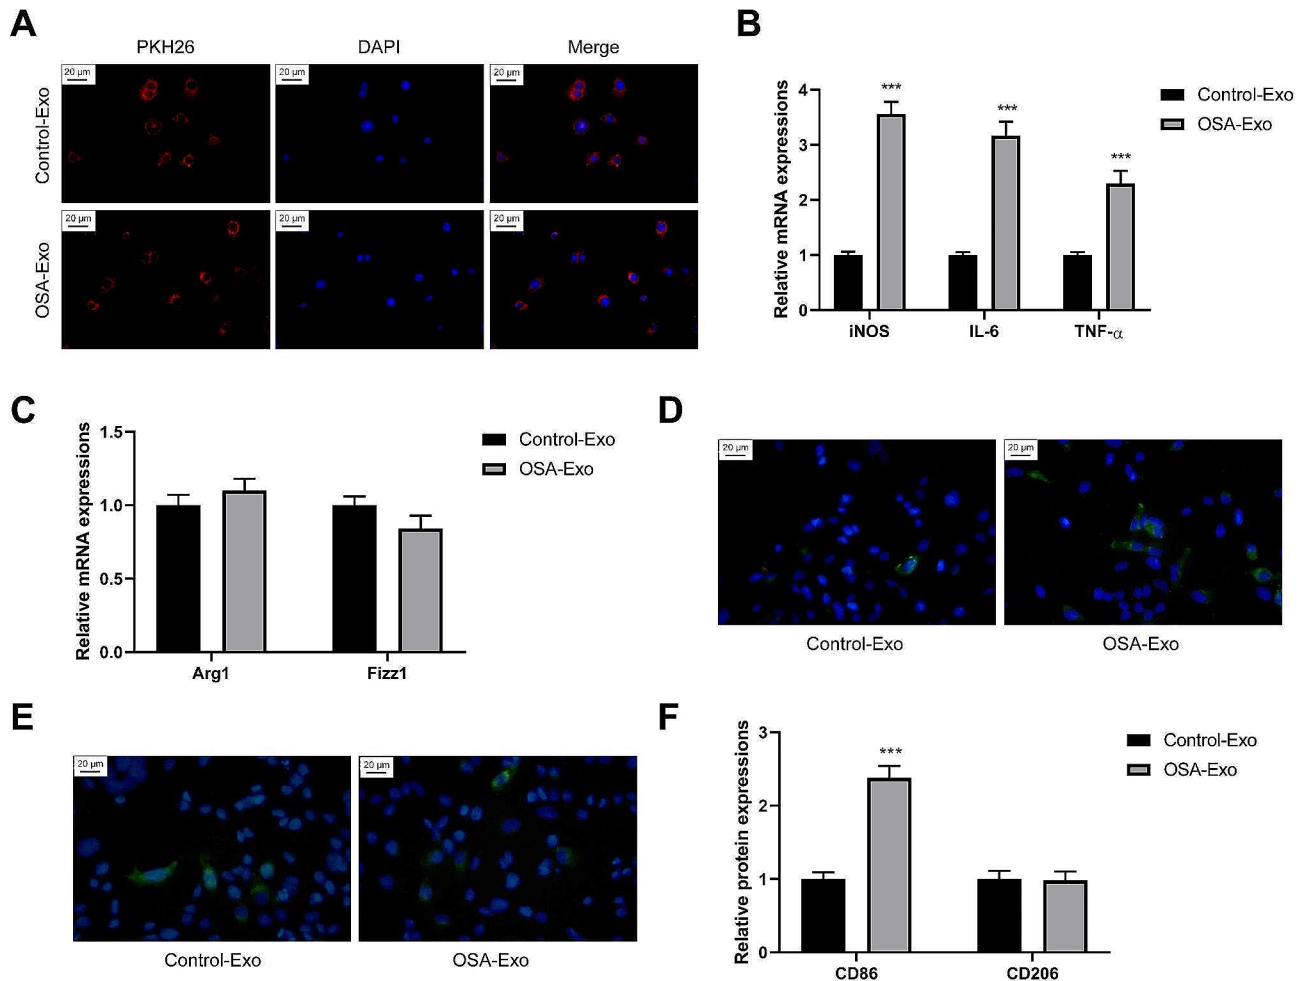 A
PKH26
DAPI
Merge
Control-Exo
20 µm
20 µm
20 µm
OSA-Exo
20 µm
20 µm
20 µm
B
Relative mRNA expressions
4
3
2
1
0
***
***
***
iNOS
IL-6
TNF-α
Control-Exo
OSA-Exo
C
Relative mRNA expressions
1.5
1.0
0.5
0.0
Arg1
Fizz1
Control-Exo
OSA-Exo
D
20 µm
20 µm
Control-Exo
OSA-Exo
E
20 µm
20 µm
Control-Exo
OSA-Exo
F
Relative protein expressions
3
2
1
0
***
CD86
CD206
Control-Exo
OSA-Exo